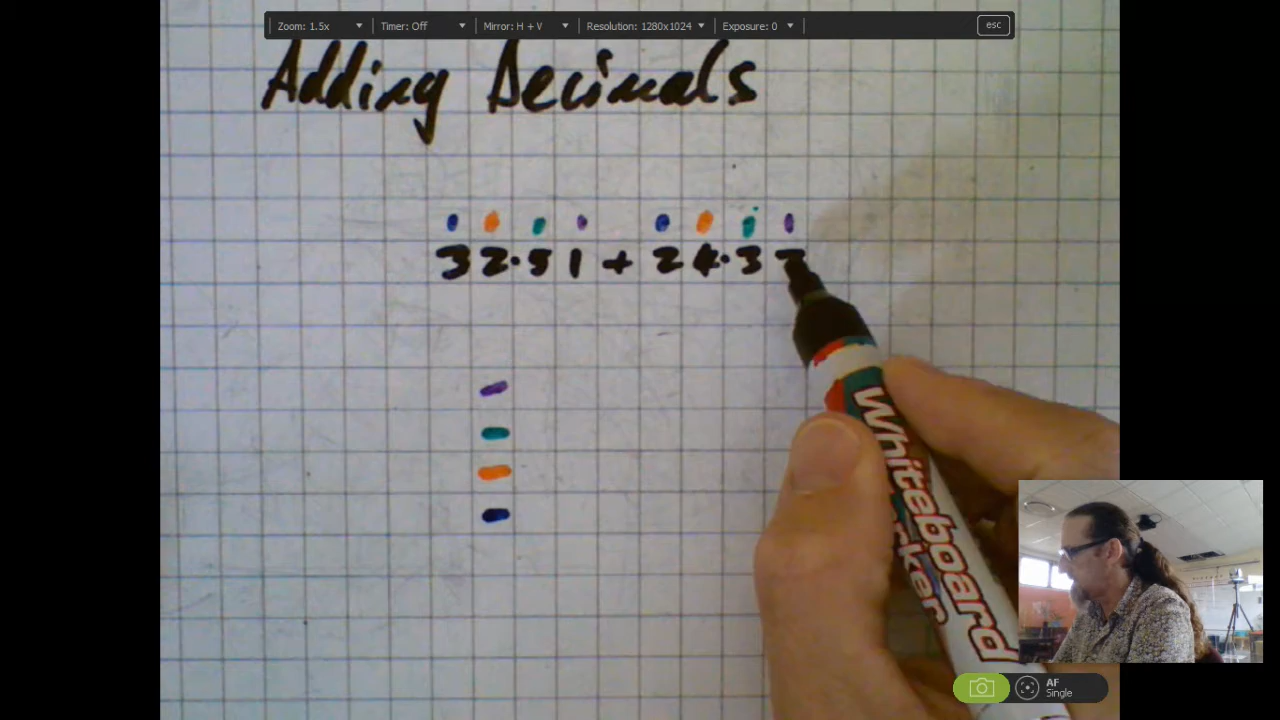 Zoom: 1.5x Timer: Off Mirror: H + V Resolution: 1280x1024 Exposure: 0 esc
Adding Decimals
32.51 + 24.3
Whiteboard
AF
Single